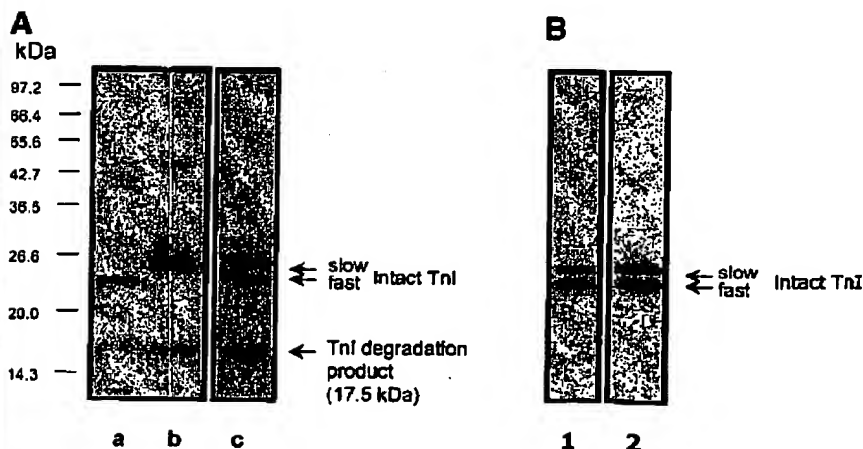 A
kDa
97.2
66.4
55.6
42.7
36.5
26.6
20.0
14.3
slow
fast
Intact TnI
TnI degradation
product
(17.5 kDa)
a b c
B
slow
fast
Intact TnI
1 2